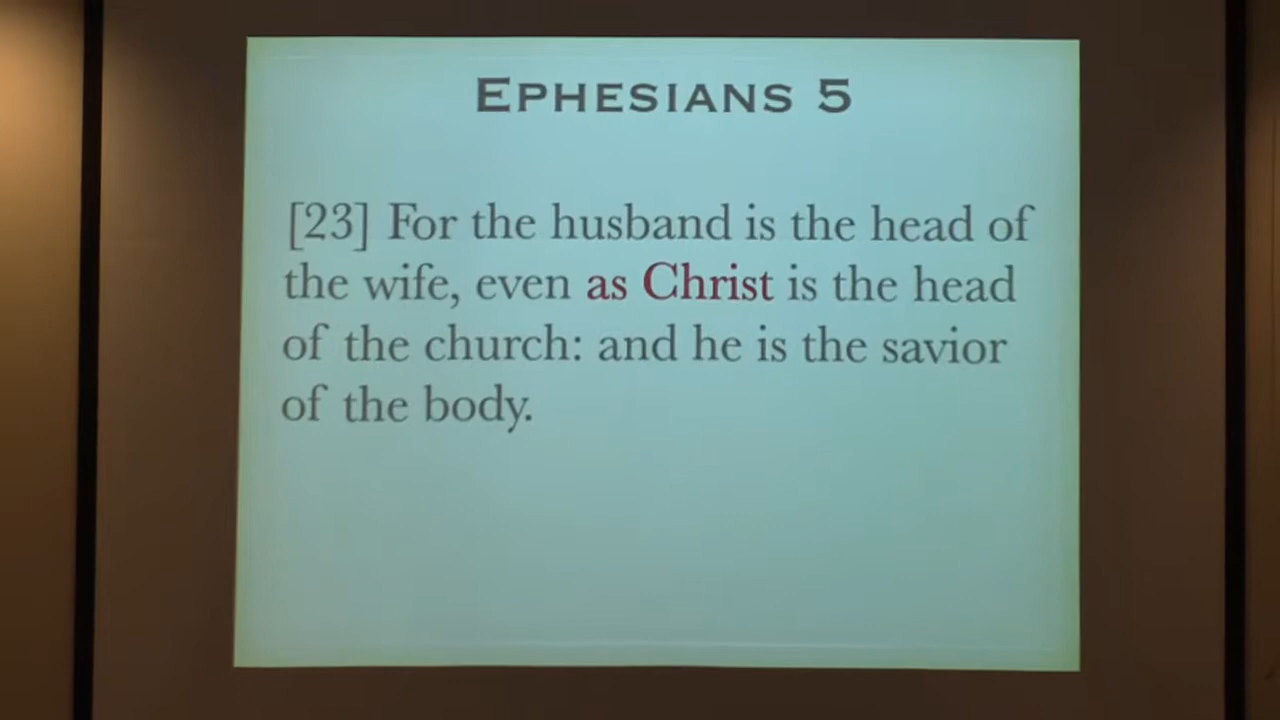 EPHESIANS 5
[23] For the husband is the head of
the wife, even as Christ is the head
of the church: and he is the savior
of the body.